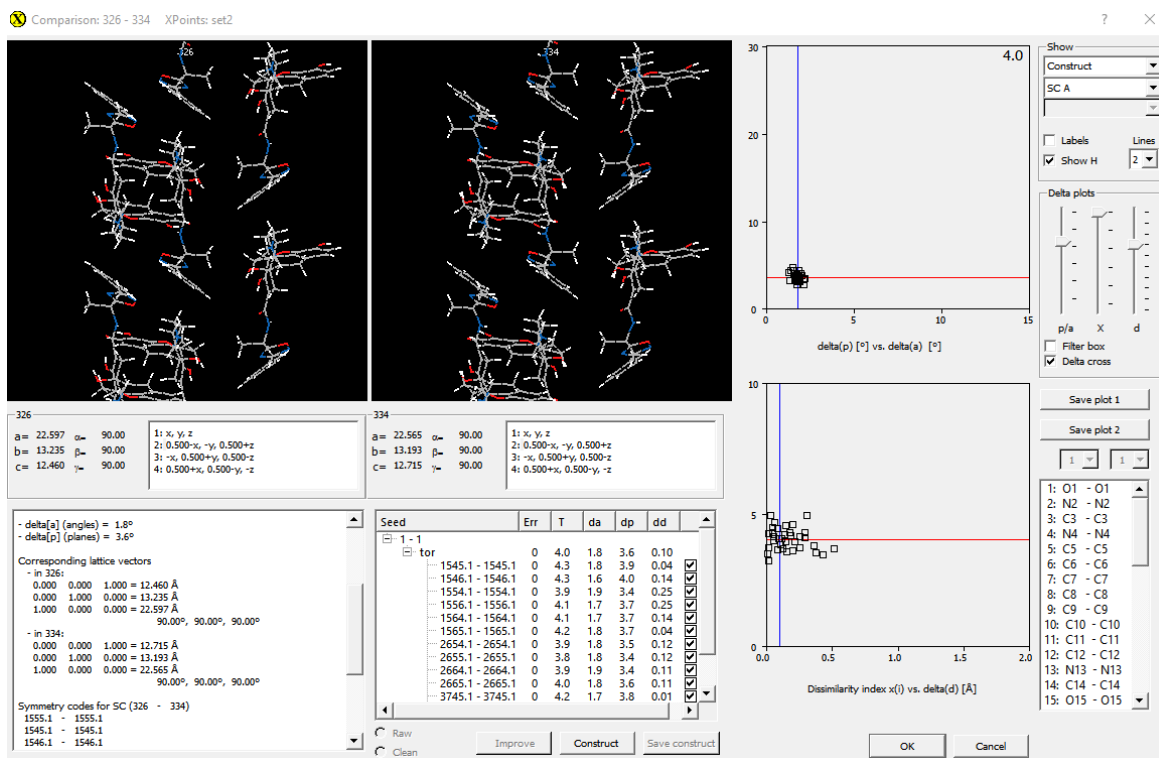 Comparison: 326 - 334 XPoints: set2
?
326
334
30
20
10
0
0 5 10 15
4.0
delta(p) [º] vs. delta(a) [º]
Show
Construct
SC A
Labels
Lines
Show H
2
Delta plots
p/a X d
Filter box
Delta cross
Save plot 1
Save plot 2
1 1
326
a= 22.597 α= 90.00
b= 13.235 β= 90.00
c= 12.460 γ= 90.00
1: x, y, z
2: 0.500-x, -y, 0.500+z
3: -x, 0.500+y, 0.500-z
4: 0.500+x, 0.500-y, -z
334
a= 22.565 α= 90.00
b= 13.193 β= 90.00
c= 12.715 γ= 90.00
1: x, y, z
2: 0.500-x, -y, 0.500+z
3: -x, 0.500+y, 0.500-z
4: 0.500+x, 0.500-y, -z
- delta[a] (angles) = 1.8º
- delta[p] (planes) = 3.6º
Corresponding lattice vectors
- in 326:
0.000 0.000 1.000 = 12.460 Å
0.000 1.000 0.000 = 13.235 Å
1.000 0.000 0.000 = 22.597 Å
90.00º, 90.00º, 90.00º
- in 334:
0.000 0.000 1.000 = 12.715 Å
0.000 1.000 0.000 = 13.193 Å
1.000 0.000 0.000 = 22.565 Å
90.00º, 90.00º, 90.00º
Symmetry codes for SC (326 - 334)
1555.1 - 1555.1
1545.1 - 1545.1
1546.1 - 1546.1
Seed Err T da dp dd
1 - 1
tor 0 4.0 1.8 3.6 0.10
1545.1 - 1545.1 0 4.3 1.8 3.9 0.04
1546.1 - 1546.1 0 4.3 1.6 4.0 0.14
1554.1 - 1554.1 0 3.9 1.9 3.4 0.25
1556.1 - 1556.1 0 4.1 1.7 3.7 0.25
1564.1 - 1564.1 0 4.1 1.7 3.7 0.14
1565.1 - 1565.1 0 4.2 1.8 3.7 0.04
2654.1 - 2654.1 0 3.9 1.8 3.5 0.12
2655.1 - 2655.1 0 3.8 1.8 3.4 0.12
2664.1 - 2664.1 0 3.9 1.9 3.4 0.11
2665.1 - 2665.1 0 4.0 1.8 3.6 0.11
3745.1 - 3745.1 0 4.2 1.7 3.8 0.01
Raw
Clean
Improve
Construct
Save construct
10
5
0
0.0 0.5 1.0 1.5 2.0
Dissimilarity index x(i) vs. delta(d) [Å]
1: O1 - O1
2: N2 - N2
3: C3 - C3
4: N4 - N4
5: C5 - C5
6: C6 - C6
7: C7 - C7
8: C8 - C8
9: C9 - C9
10: C10 - C10
11: C11 - C11
12: C12 - C12
13: N13 - N13
14: C14 - C14
15: O15 - O15
OK
Cancel